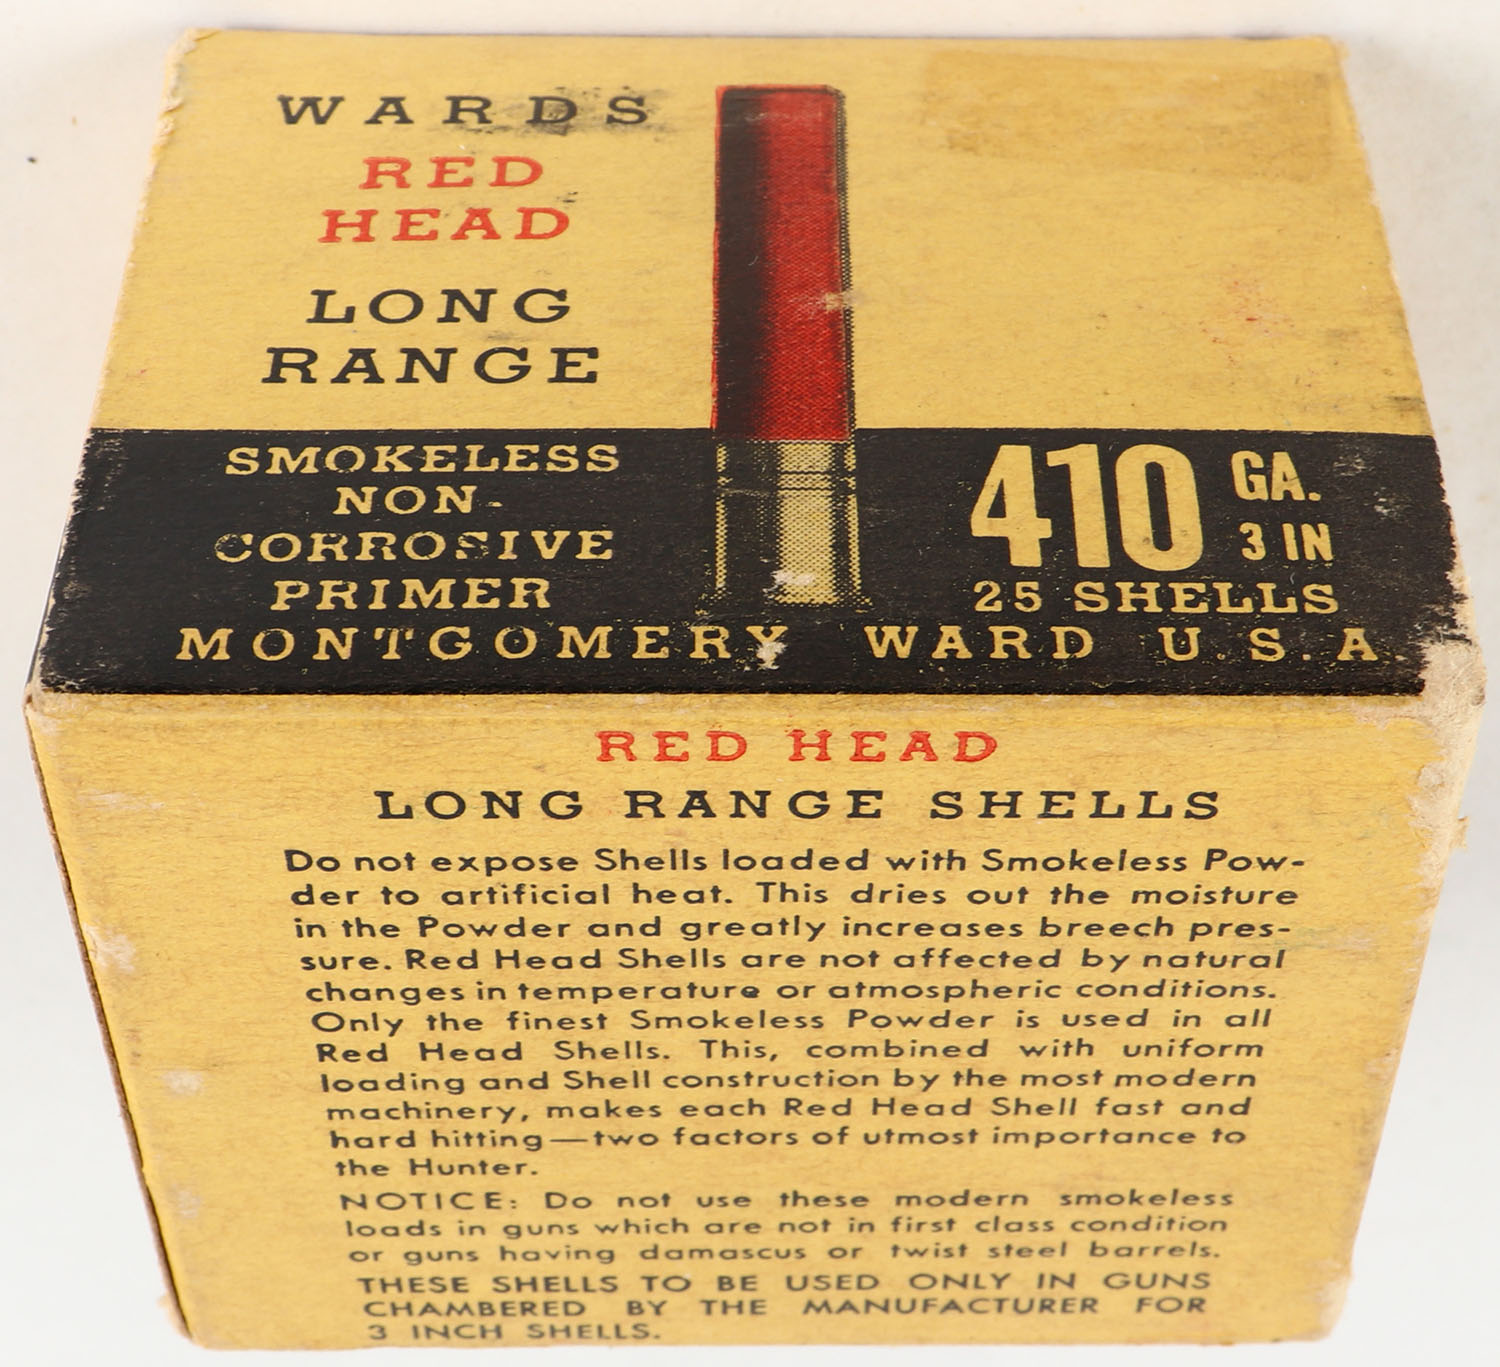 WARDS
RED
HEAD
LONG
RANGE
SMOKELESS
NON-
CORROSIVE
PRIMER
410 GA.
3 IN
25 SHELLS
MONTGOMERY WARD U.S.A.
RED HEAD
LONG RANGE SHELLS
Do not expose Shells loaded with Smokeless Pow-
der to artificial heat. This dries out the moisture
in the Powder and greatly increases breech pres-
sure. Red Head Shells are not affected by natural
changes in temperature or atmospheric conditions.
Only the finest Smokeless Powder is used in all
Red Head Shells. This, combined with uniform
loading and Shell construction by the most modern
machinery, makes each Red Head Shell fast and
hard hitting—two factors of utmost importance to
the Hunter.
NOTICE: Do not use these modern smokeless
loads in guns which are not in first class condition
or guns having damascus or twist steel barrels.
THESE SHELLS TO BE USED ONLY IN GUNS
CHAMBERED BY THE MANUFACTURER FOR
3 INCH SHELLS.